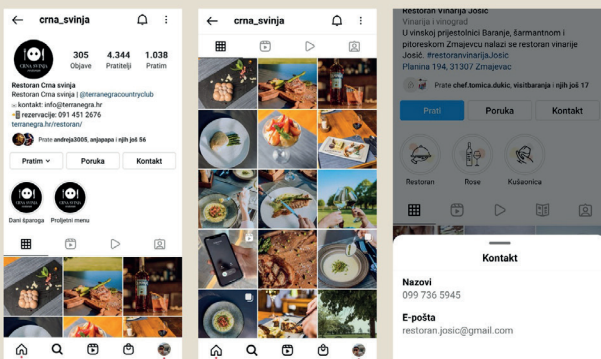 crna_svinja
305
4.344
1.038
Objave
Pratitelji
Pratim
CRNA SVINJA
Restoran Crna svinja
Restoran Crna svinja | @terranegracountryclub
kontakt: info@terranegra.hr
rezervacije: 091 451 2676
terranegra.hr/restoran/
Prate andreja3005, anjapapa i njih još 56
Pratim
Poruka
Kontakt
Dani šparoga
Proljetni menu
crna_svinja
Restoran Vinarija Josić
Vinarija i vinograd
U vinskoj prijestolnici Baranje, šarmantnom i
pitoreskom Zmajevcu nalazi se restoran vinarije
Josić. #restoranvinarijaJosic
Planina 194, 31307 Zmajevac
Prate chef.tomica.dukic, visitbaranja i njih još 17
Prati
Poruka
Kontakt
Restoran
Rose
Kušaonica
Kontakt
Nazovi
099 736 5945
E-pošta
restoran.josic@gmail.com